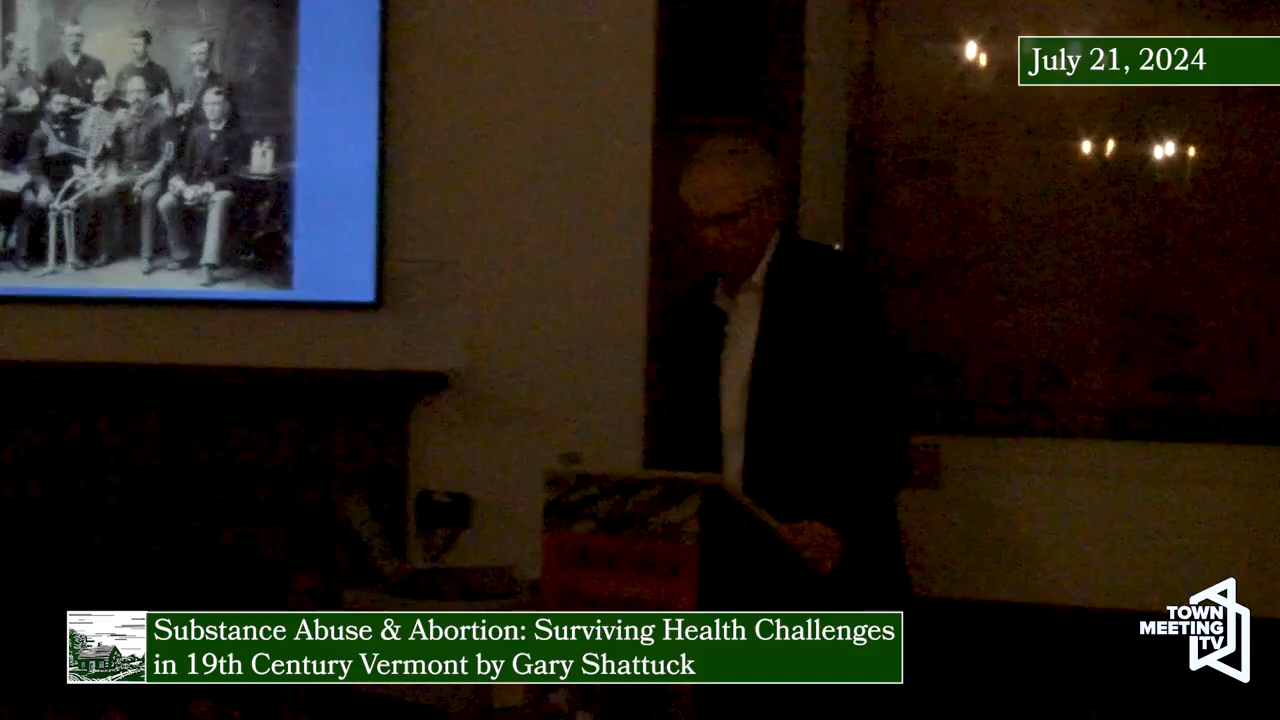 July 21, 2024
Substance Abuse & Abortion: Surviving Health Challenges
in 19th Century Vermont by Gary Shattuck
TOWN
MEETING
TV